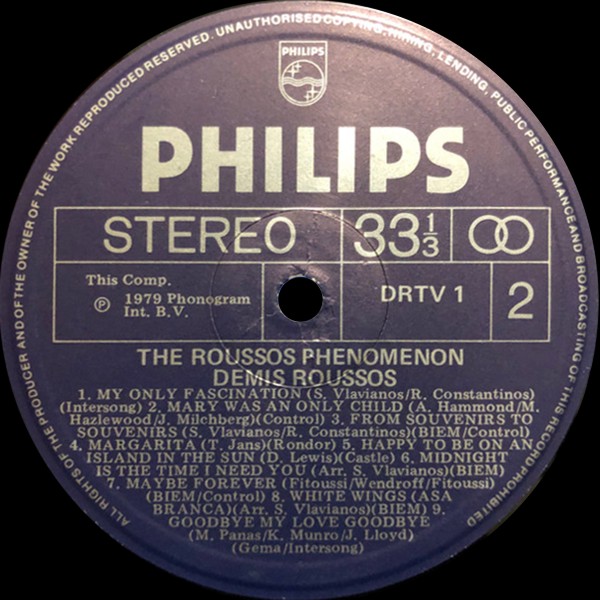 ALL RIGHTS OF THE PRODUCER AND OF THE OWNER OF THE WORK REPRODUCED RESERVED. UNAUTHORISED COPYING, HIRING, LENDING, PUBLIC PERFORMANCE AND BROADCASTING OF THIS RECORD PROHIBITED
PHILIPS
PHILIPS
STEREO 33 1/3
This Comp.
Ⓟ 1979 Phonogram
Int. B.V.
DRTV 1
2
THE ROUSSOS PHENOMENON
DEMIS ROUSSOS
1. MY ONLY FASCINATION (S. Vlavianos/R. Constantinos)
(Intersong) 2. MARY WAS AN ONLY CHILD (A. Hammond/M.
Hazlewood/J. Milchberg)(Control) 3. FROM SOUVENIRS TO
SOUVENIRS (S. Vlavianos/R. Constantinos)(BIEM/Control)
4. MARGARITA (T. Jans)(Rondor) 5. HAPPY TO BE ON AN
ISLAND IN THE SUN (D. Lewis)(Castle) 6. MIDNIGHT
IS THE TIME I NEED YOU (Arr. S. Vlavianos)(BIEM)
7. MAYBE FOREVER (Fitoussi/Wendroff/Fitoussi)
(BIEM/Control) 8. WHITE WINGS (ASA
BRANCA)(Arr. S. Vlavianos)(BIEM) 9.
GOODBYE MY LOVE GOODBYE
(M. Panas/K. Munro/J. Lloyd)
(Gema/Intersong)